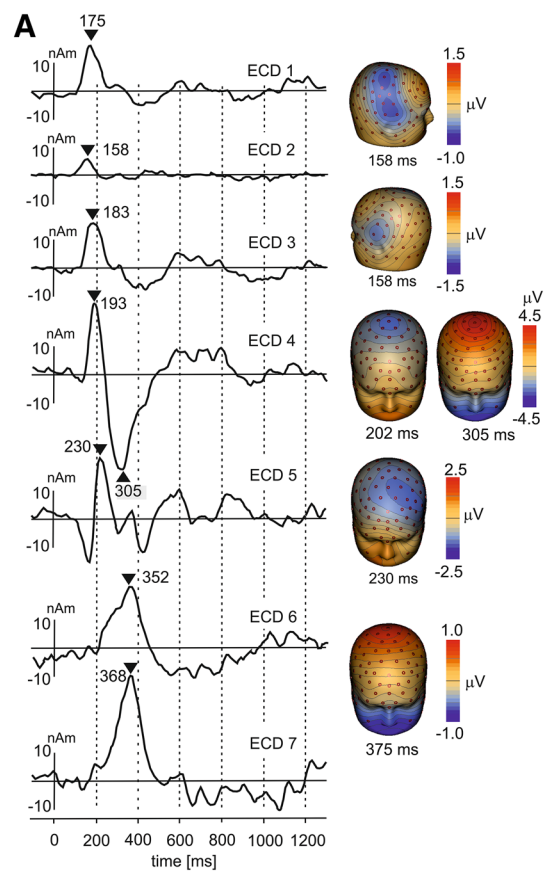 A
175
nAm
10
-10
ECD 1
1.5
μV
-1.0
158 ms
nAm
10
-10
158
ECD 2
1.5
μV
-1.5
158 ms
nAm
10
-10
183
ECD 3
193
nAm
10
-10
ECD 4
305
μV
4.5
-4.5
202 ms
305 ms
230
nAm
10
-10
ECD 5
2.5
μV
-2.5
230 ms
352
nAm
10
-10
ECD 6
1.0
μV
-1.0
375 ms
368
nAm
10
-10
ECD 7
0 200 400 600 800 1000 1200
time [ms]